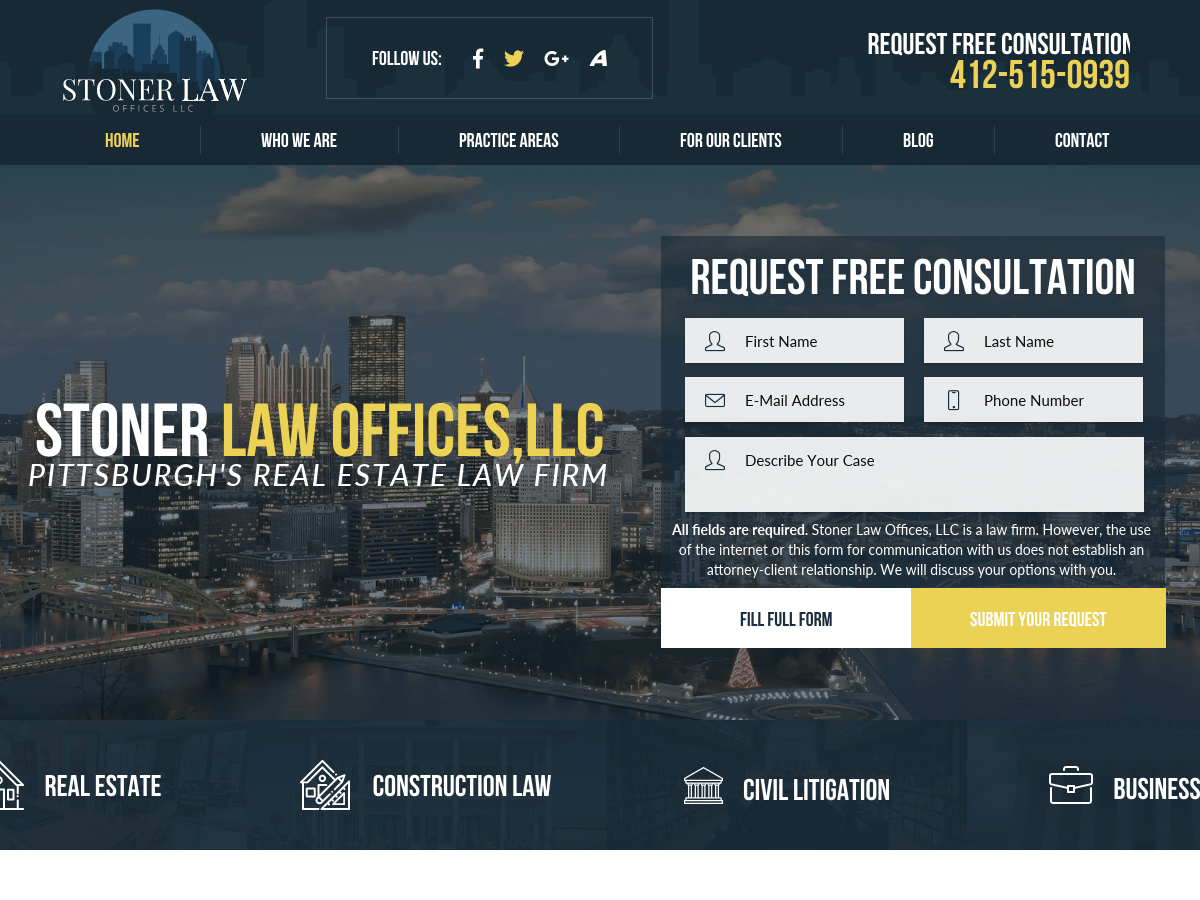 STONER LAW
OFFICES LLC
FOLLOW US:
REQUEST FREE CONSULTATION
412-515-0939
HOME
WHO WE ARE
PRACTICE AREAS
FOR OUR CLIENTS
BLOG
CONTACT
STONER LAW OFFICES,LLC
PITTSBURGH'S REAL ESTATE LAW FIRM
REQUEST FREE CONSULTATION
First Name
Last Name
E-Mail Address
Phone Number
Describe Your Case
All fields are required. Stoner Law Offices, LLC is a law firm. However, the use
of the internet or this form for communication with us does not establish an
attorney-client relationship. We will discuss your options with you.
FILL FULL FORM
SUBMIT YOUR REQUEST
REAL ESTATE
CONSTRUCTION LAW
CIVIL LITIGATION
BUSINESS